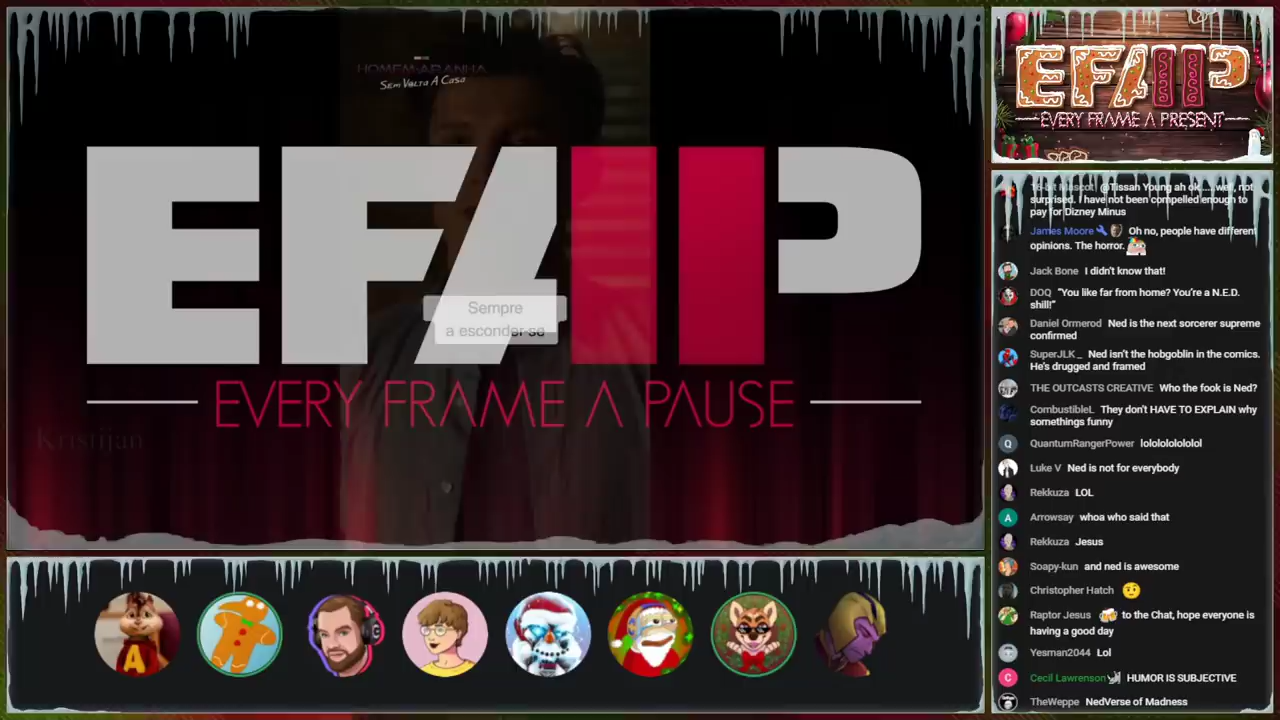 HOMEM-ARANHA
SEM VOLTA A CASA
EFAP
EVERY FRAME A PAUSE
Sempre
a esconder-se
Kristijan
EFAP
EVERY FRAME A PRESENT
16-bit Mascot @Tissan Young ah ok.....well, not
surprised. I have not been compelled enough to
pay for Dizney Minus
James Moore Oh no, people have different
opinions. The horror.
Jack Bone I didn't know that!
DOQ "You like far from home? You're a N.E.D.
shill!"
Daniel Ormerod Ned is the next sorcerer supreme
confirmed
SuperJLK_ Ned isn't the hobgoblin in the comics.
He's drugged and framed
THE OUTCASTS CREATIVE Who the fook is Ned?
CombustibleL They don't HAVE TO EXPLAIN why
somethings funny
Q QuantumRangerPower lolololololol
Luke V Ned is not for everybody
Rekkuza LOL
A Arrowsay whoa who said that
Rekkuza Jesus
Soapy-kun and ned is awesome
Christopher Hatch
Raptor Jesus to the Chat, hope everyone is
having a good day
Yesman2044 Lol
C Cecil Lawrenson HUMOR IS SUBJECTIVE
TheWeppe NedVerse of Madness
A